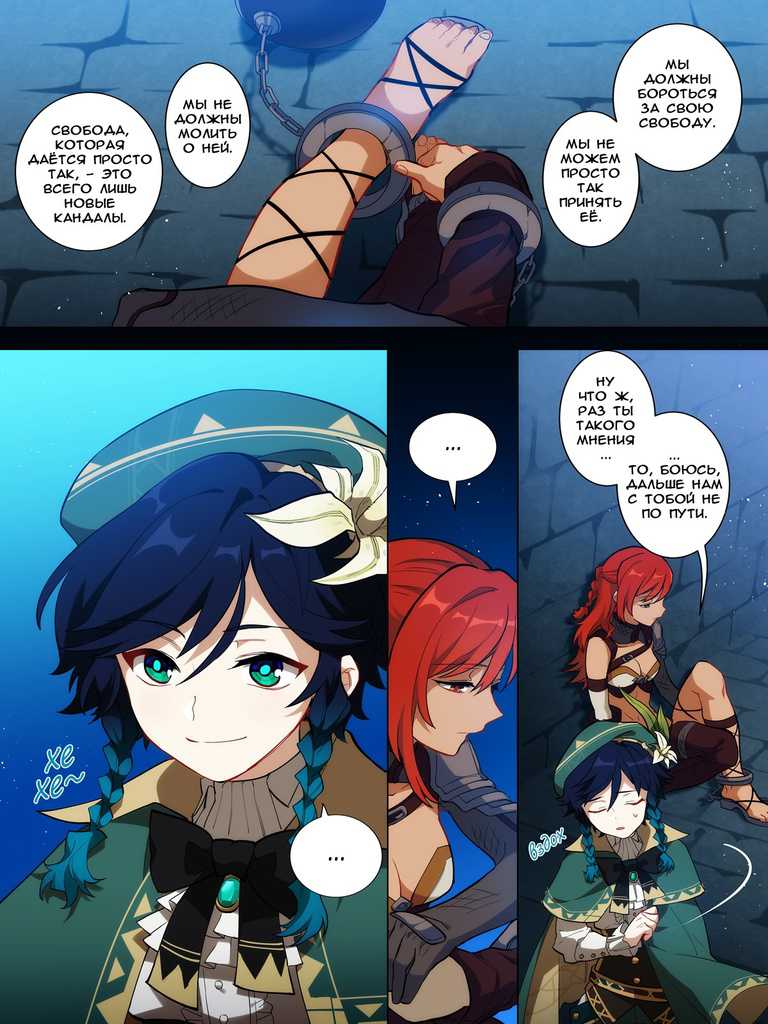 МЫ
ДОЛЖНЫ
БОРОТЬСЯ
ЗА СВОЮ
СВОБОДУ.
МЫ НЕ
МОЖЕМ
ПРОСТО
ТАК
ПРИНЯТЬ
ЕЁ.
МЫ НЕ
ДОЛЖНЫ
МОЛИТЬ
О НЕЙ.
СВОБОДА,
КОТОРАЯ
ДАЁТСЯ ПРОСТО
ТАК, - ЭТО
ВСЕГО ЛИШЬ
НОВЫЕ
КАНДАЛЫ.
хе
хе~
...
...
НУ
ЧТО Ж,
РАЗ ТЫ
ТАКОГО
МНЕНИЯ
...
...
ТО, БОЮСЬ,
ДАЛЬШЕ НАМ
С ТОБОЙ НЕ
ПО ПУТИ.
вздох